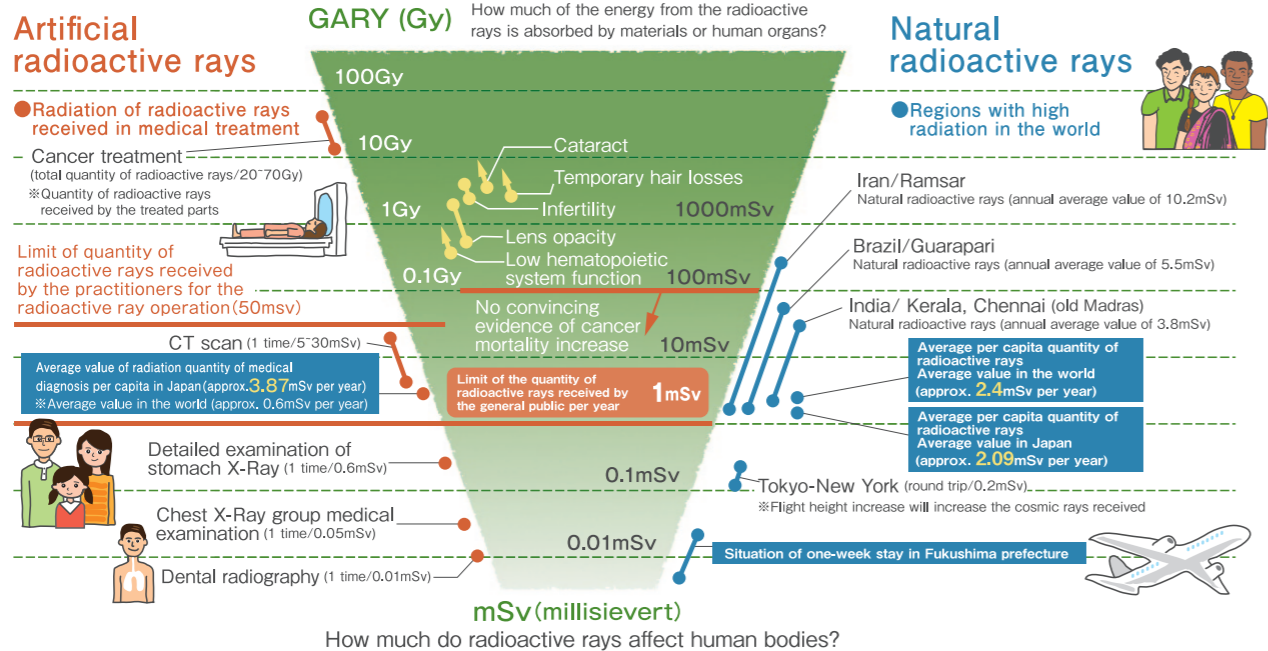 GARY (Gy)
How much of the energy from the radioactive
rays is absorbed by materials or human organs?
Artificial
radioactive rays
●Radiation of radioactive rays
received in medical treatment
Cancer treatment
(total quantity of radioactive rays/20~70Gy)
※Quantity of radioactive rays
received by the treated parts
Limit of quantity of
radioactive rays received
by the practitioners for the
radioactive ray operation(50msv)
CT scan (1 time/5~30mSv)
Average value of radiation quantity of medical
diagnosis per capita in Japan(approx.3.87mSv per year)
※Average value in the world (approx. 0.6mSv per year)
Detailed examination of
stomach X-Ray (1 time/0.6mSv)
Chest X-Ray group medical
examination (1 time/0.05mSv)
Dental radiography (1 time/0.01mSv)
100Gy
10Gy
1Gy
0.1Gy
Cataract
Temporary hair losses
Infertility
Lens opacity
Low hematopoietic
system function
1000mSv
100mSv
No convincing
evidence of cancer
mortality increase
10mSv
Limit of the quantity of
radioactive rays received by
the general public per year
1mSv
0.1mSv
0.01mSv
Natural
radioactive rays
●Regions with high
radiation in the world
Iran/Ramsar
Natural radioactive rays (annual average value of 10.2mSv)
Brazil/Guarapari
Natural radioactive rays (annual average value of 5.5mSv)
India/ Kerala, Chennai (old Madras)
Natural radioactive rays (annual average value of 3.8mSv)
Average per capita quantity of
radioactive rays
Average value in the world
(approx. 2.4mSv per year)
Average per capita quantity of
radioactive rays
Average value in Japan
(approx. 2.09mSv per year)
Tokyo-New York (round trip/0.2mSv)
※Flight height increase will increase the cosmic rays received
Situation of one-week stay in Fukushima prefecture
mSv(millisievert)
How much do radioactive rays affect human bodies?